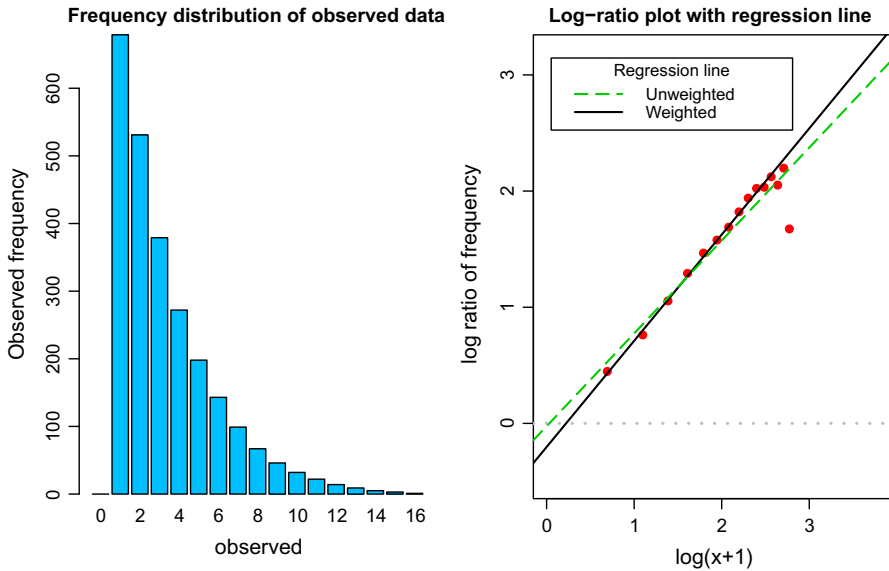 Frequency distribution of observed data
Observed frequency
0 100 200 300 400 500 600
0 2 4 6 8 10 12 14 16
observed
Log−ratio plot with regression line
log ratio of frequency
0 1 2 3
Regression line
Unweighted
Weighted
0 1 2 3
log(x+1)